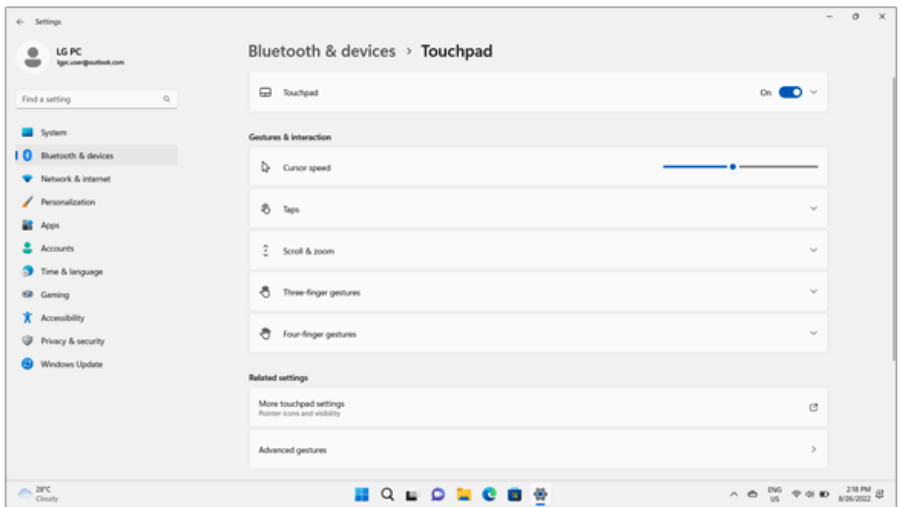 Settings
LG PC
lgpc.user@outlook.com
Find a setting
System
Bluetooth & devices
Network & internet
Personalization
Apps
Accounts
Time & language
Gaming
Accessibility
Privacy & security
Windows Update
Bluetooth & devices > Touchpad
Touchpad
On
Gestures & interaction
Cursor speed
Taps
Scroll & zoom
Three-finger gestures
Four-finger gestures
Related settings
More touchpad settings
Pointer icons and visibility
Advanced gestures
28°C
Cloudy
ENG
US
2:18 PM
8/26/2022